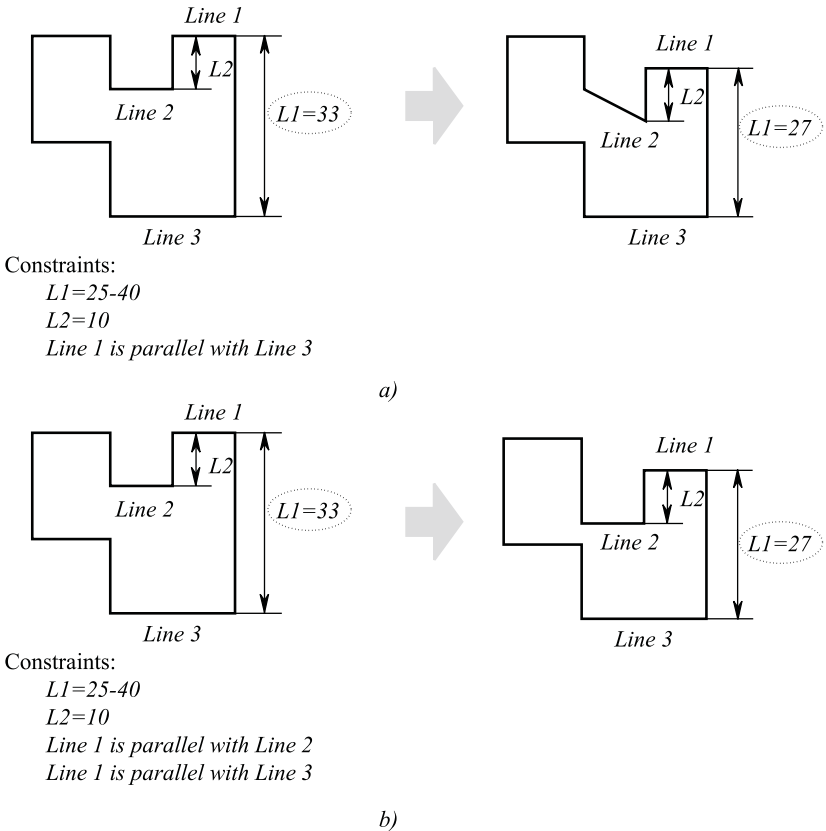 Line 1
L2
Line 1
L2
Line 2
L1=33
Line 2
L1=27
Line 3
Line 3
Constraints:
L1=25-40
L2=10
Line 1 is parallel with Line 3
a)
Line 1
L2
Line 1
L2
Line 2
L1=33
Line 2
L1=27
Line 3
Line 3
Constraints:
L1=25-40
L2=10
Line 1 is parallel with Line 2
Line 1 is parallel with Line 3
b)